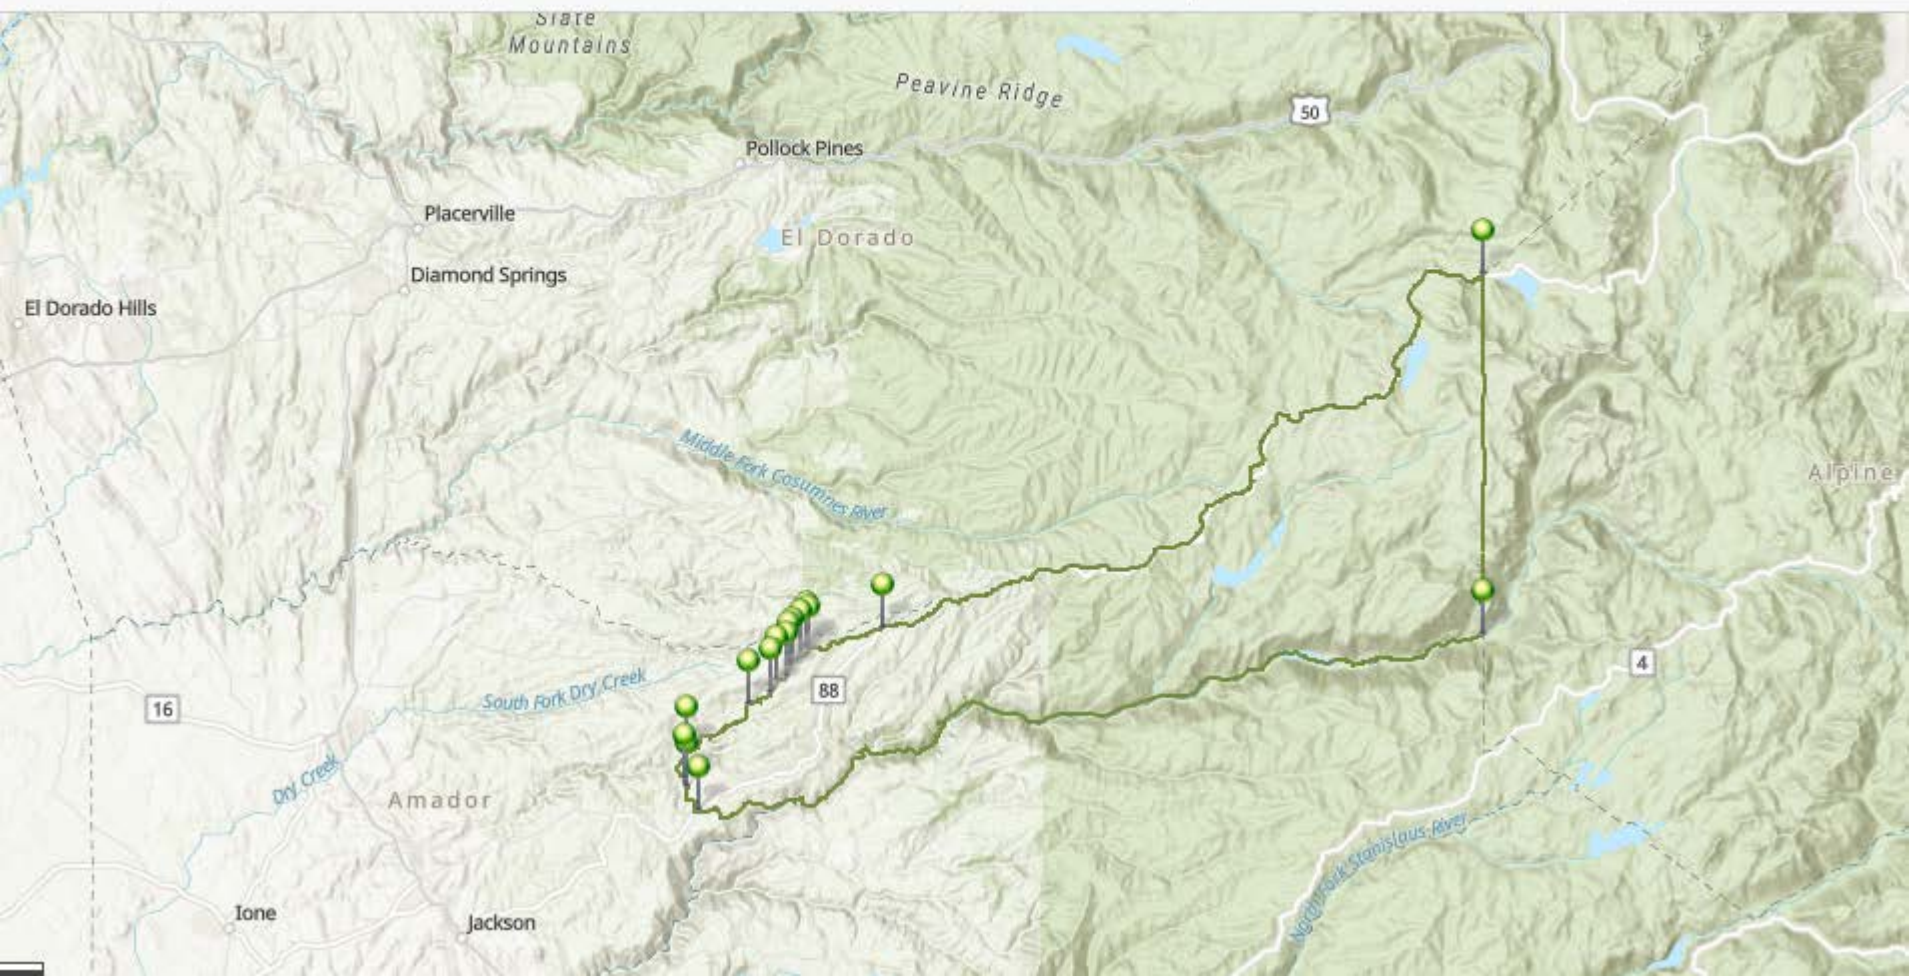 Slate
Mountains
Peavine Ridge
50
Pollock Pines
Placerville
El Dorado
Diamond Springs
El Dorado Hills
Middle Fork Cosumnes River
Alpine
4
South Fork Dry Creek
88
16
Dry Creek
Amador
North Fork Stanislaus River
Ione
Jackson